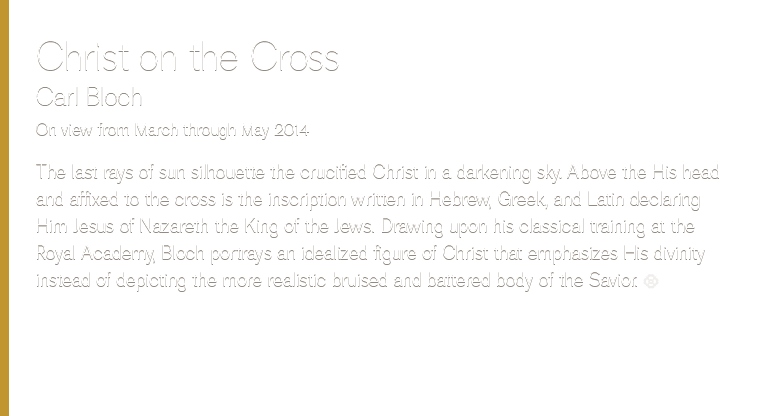 Christ on the Cross
Carl Bloch
On view from March through May 2014
The last rays of sun silhouette the crucified Christ in a darkening sky. Above the His head
and affixed to the cross is the inscription written in Hebrew, Greek, and Latin declaring
Him Jesus of Nazareth the King of the Jews. Drawing upon his classical training at the
Royal Academy, Bloch portrays an idealized figure of Christ that emphasizes His divinity
instead of depicting the more realistic bruised and battered body of the Savior.